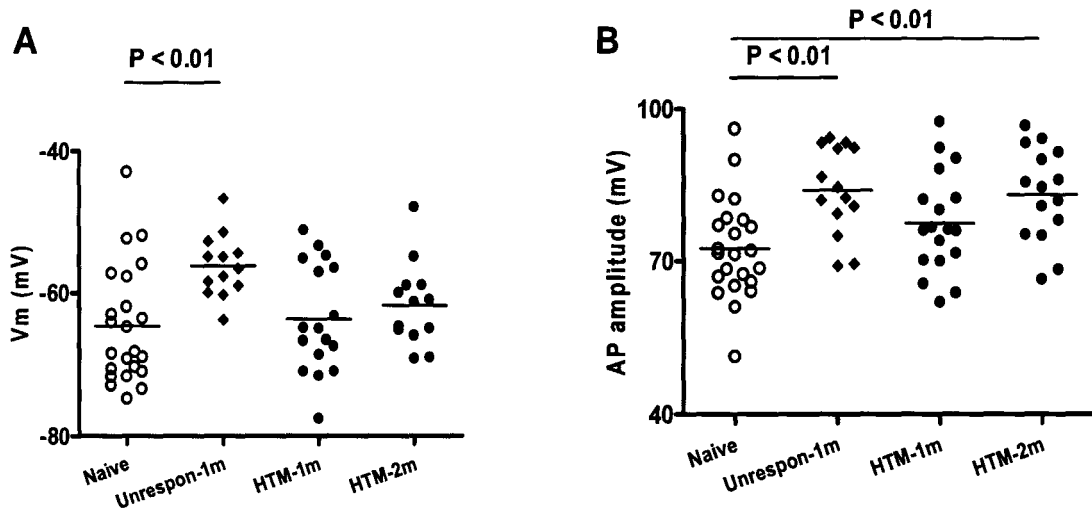 A
P < 0.01
-40
-60
-80
Vm (mV)
Naive
Unrespon-1m
HTM-1m
HTM-2m
B
P < 0.01
P < 0.01
100
70
40
AP amplitude (mV)
Naive
Unrespon-1m
HTM-1m
HTM-2m